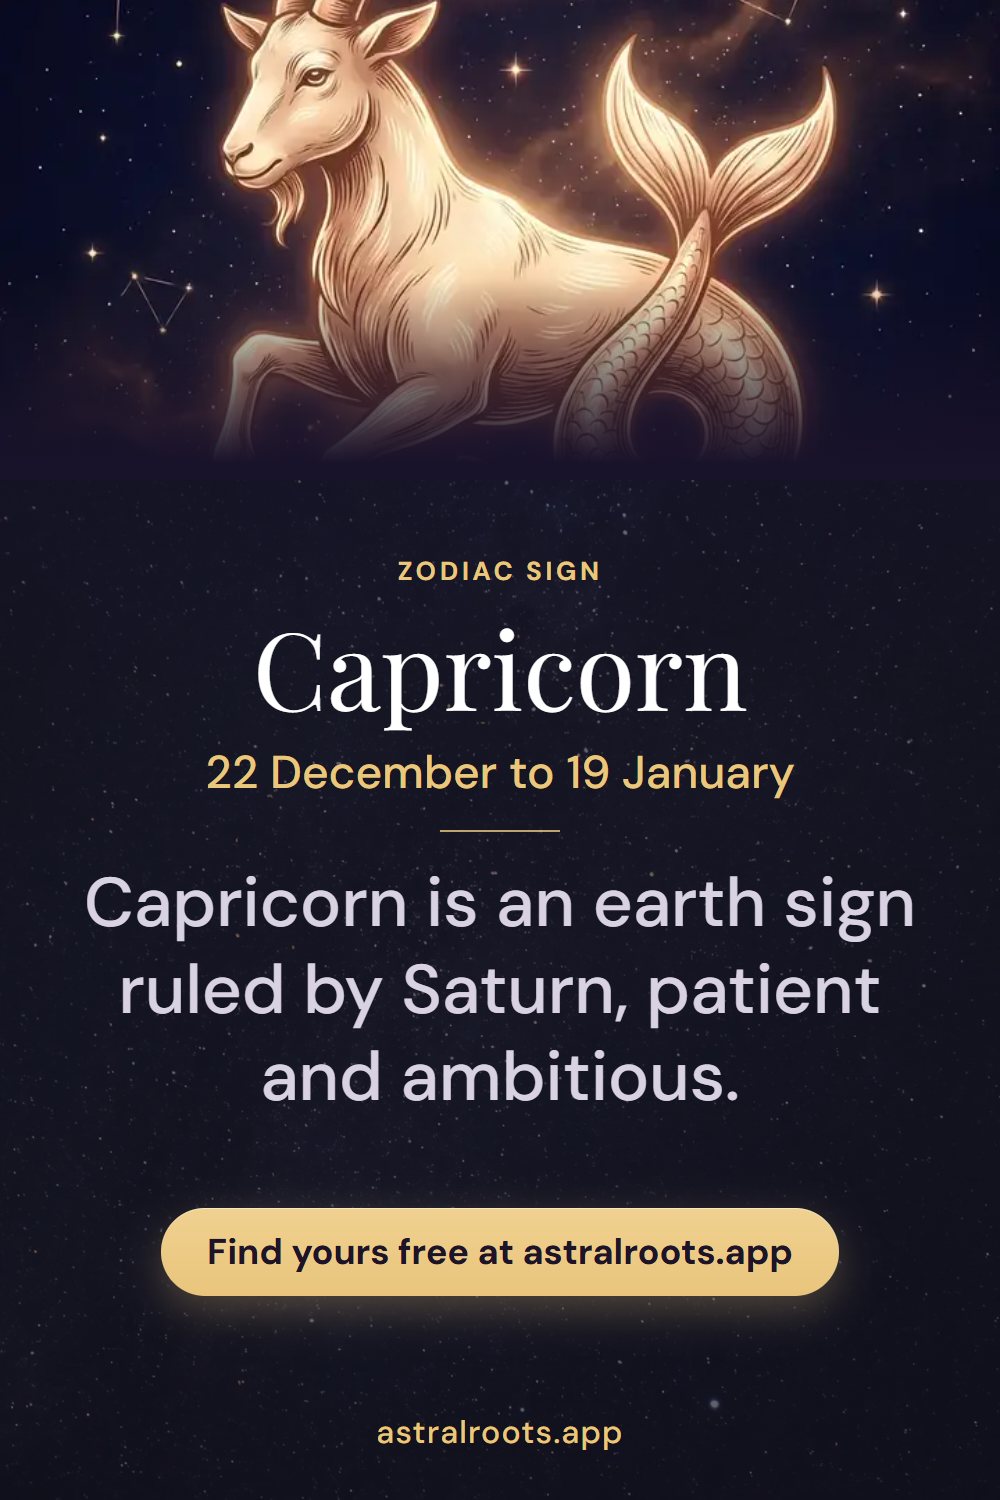 ZODIAC SIGN
Capricorn
22 December to 19 January
Capricorn is an earth sign
ruled by Saturn, patient
and ambitious.
Find yours free at astralroots.app
astralroots.app